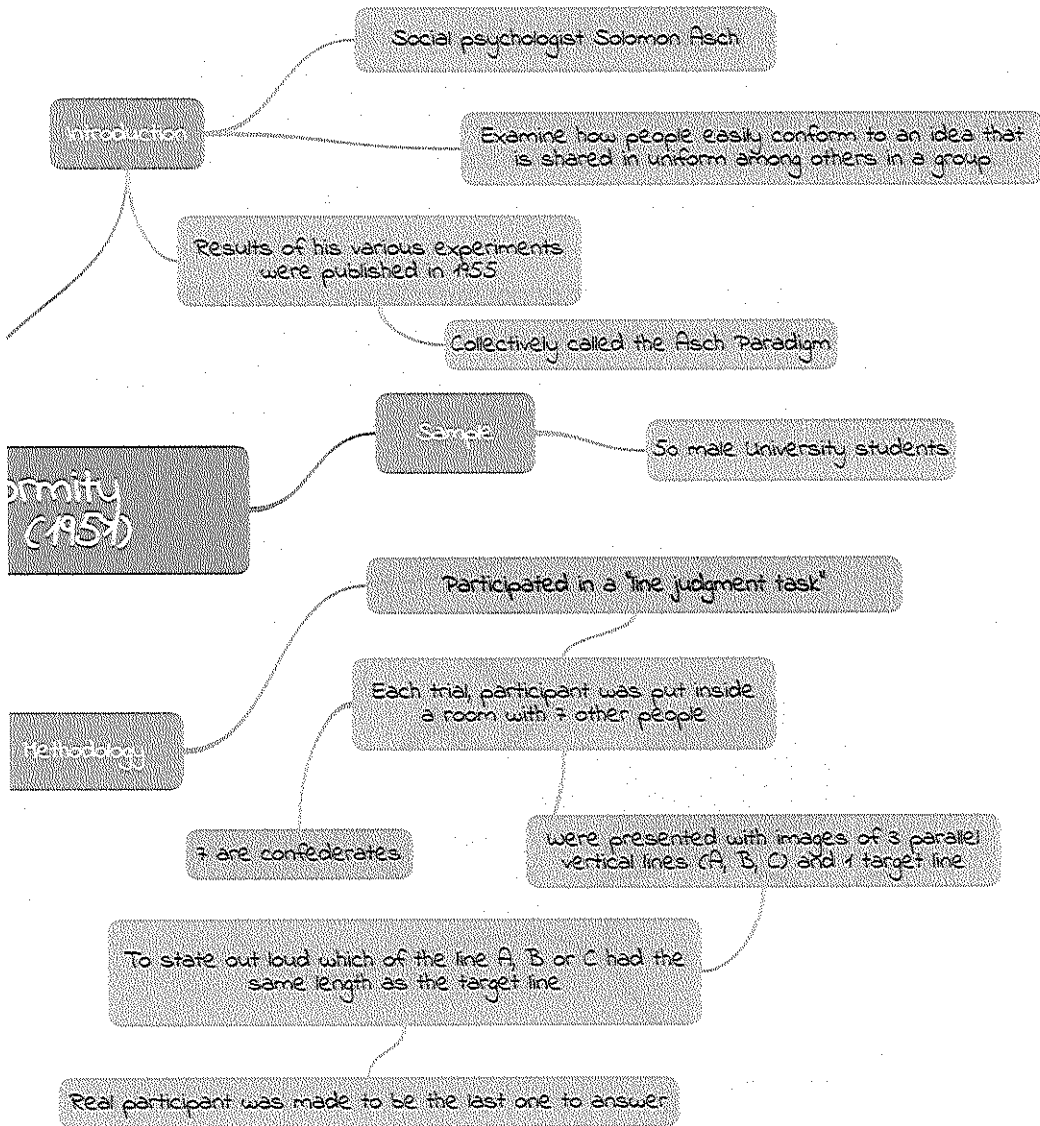 Social psychologist Solomon Asch
Introduction
Examine how people easily conform to an idea that
is shared in uniform among others in a group
Results of his various experiments
were published in 1955
Collectively called the Asch Paradigm
Sample
50 male University students
ormity
(1951)
Participated in a "line judgment task"
Each trial, participant was put inside
a room with 7 other people
Methodology
7 are confederates
were presented with images of 3 parallel
vertical lines (A, B, C) and 1 target line
To state out loud which of the line A, B or C had the
same length as the target line
Real participant was made to be the last one to answer